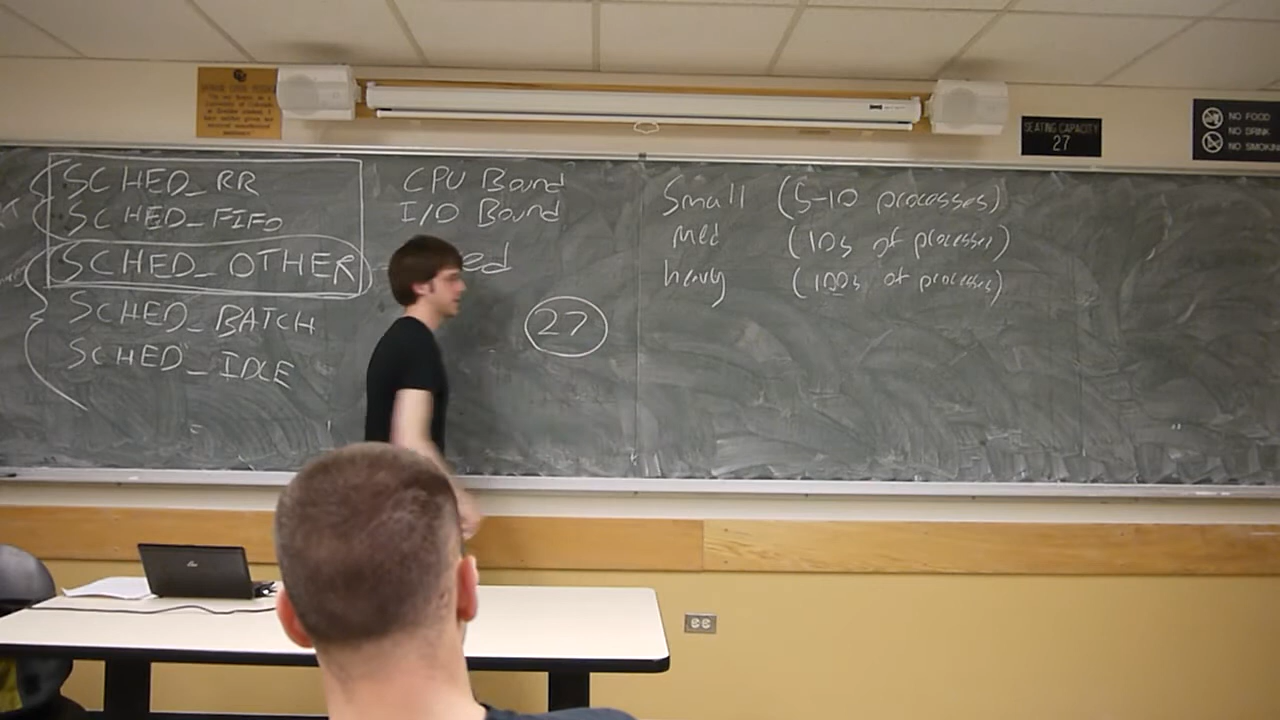 SCHED_RR
SCHED_FIFO
SCHED_OTHER
SCHED_BATCH
SCHED_IDLE
CPU Bound
I/O Bound
ed
27
Small (5-10 processes)
Med (10s of processes)
heavy (100s of processes)
SEATING CAPACITY
27
NO FOOD
NO DRINK
NO SMOKIN